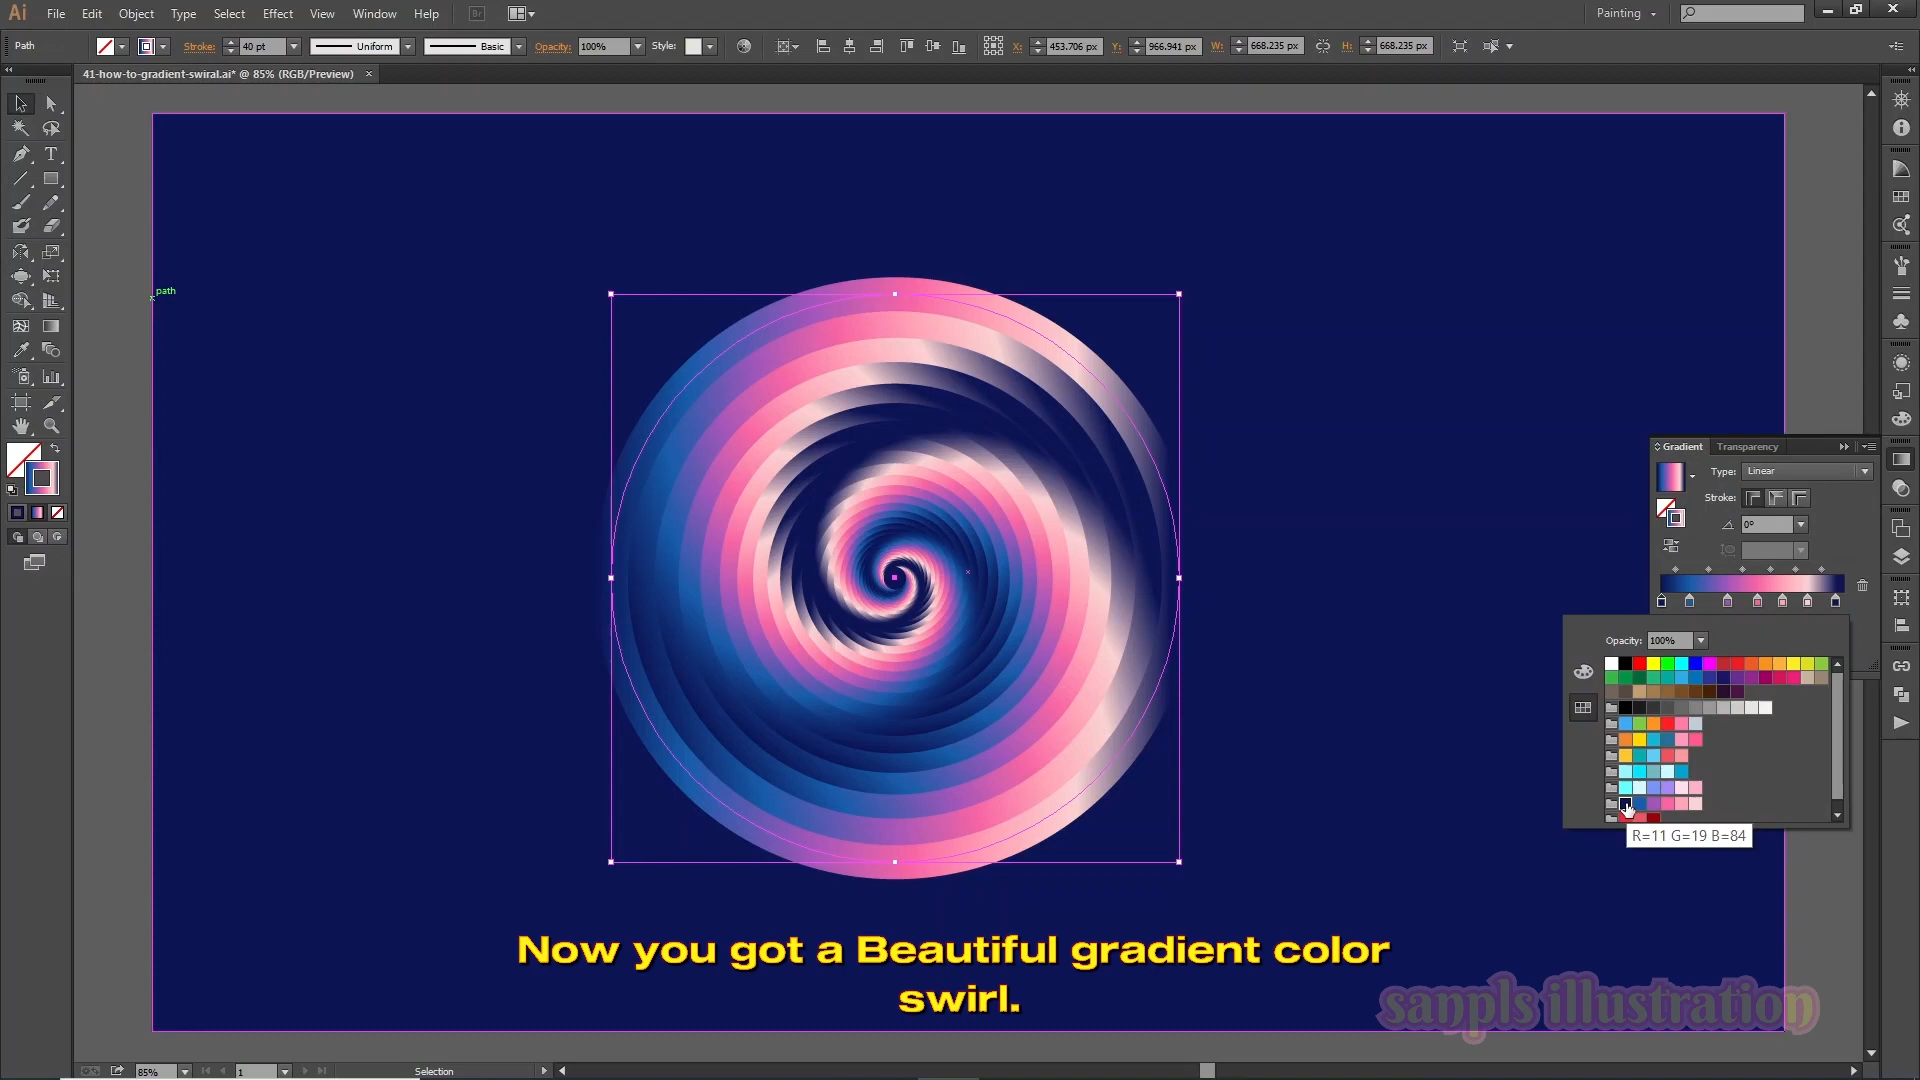 Ai File Edit Object Type Select Effect View Window Help Br Painting
Path Stroke: 40 pt Uniform Basic Opacity: 100% Style: X: 453.706 px Y: 966.941 px W: 668.235 px H: 668.235 px
41-how-to-gradient-swiral.ai* @ 85% (RGB/Preview) ×
path
Gradient Transparency
Type: Linear
Stroke:
0°
Opacity: 100%
R=11 G=19 B=84
Now you got a Beautiful gradient color
swirl.
sanpls illustration
85% 1 Selection